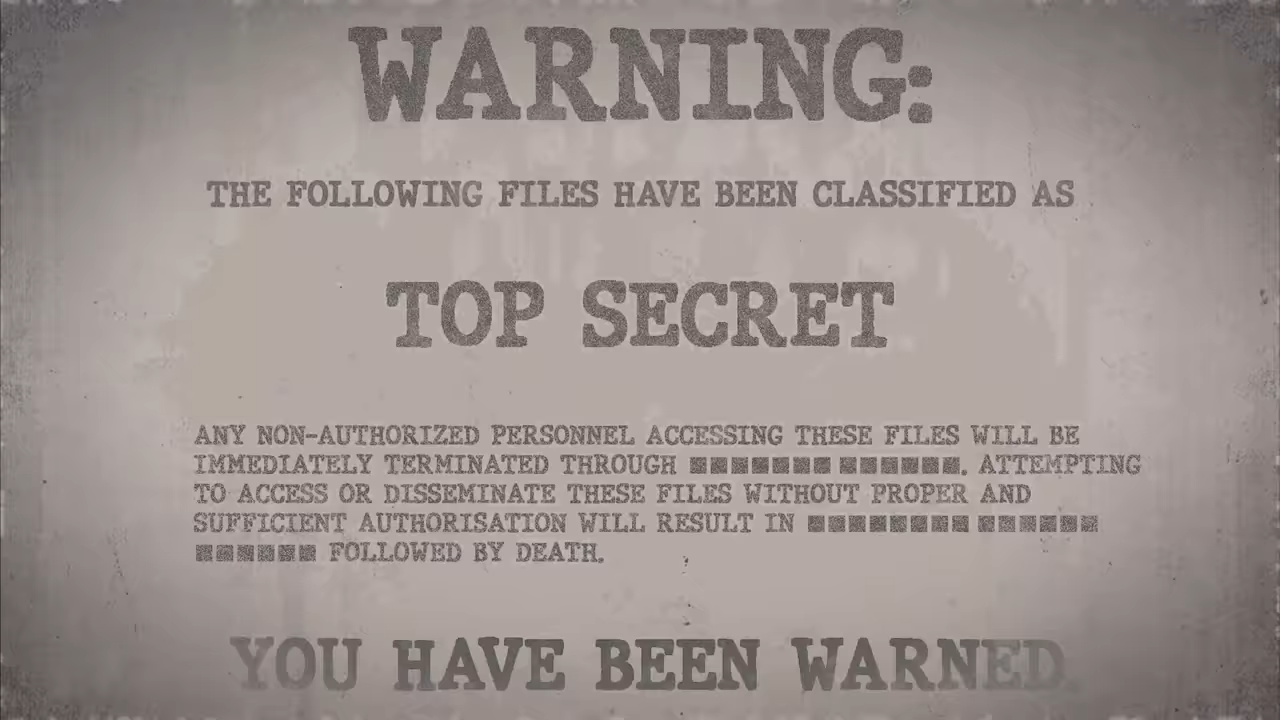 WARNING:
THE FOLLOWING FILES HAVE BEEN CLASSIFIED AS
TOP SECRET
ANY NON-AUTHORIZED PERSONNEL ACCESSING THESE FILES WILL BE
IMMEDIATELY TERMINATED THROUGH ■■■■■■■ ■■■■■■. ATTEMPTING
TO ACCESS OR DISSEMINATE THESE FILES WITHOUT PROPER AND
SUFFICIENT AUTHORISATION WILL RESULT IN ■■■■■■■■ ■■■■■■
■■■■■■ FOLLOWED BY DEATH.
YOU HAVE BEEN WARNED.